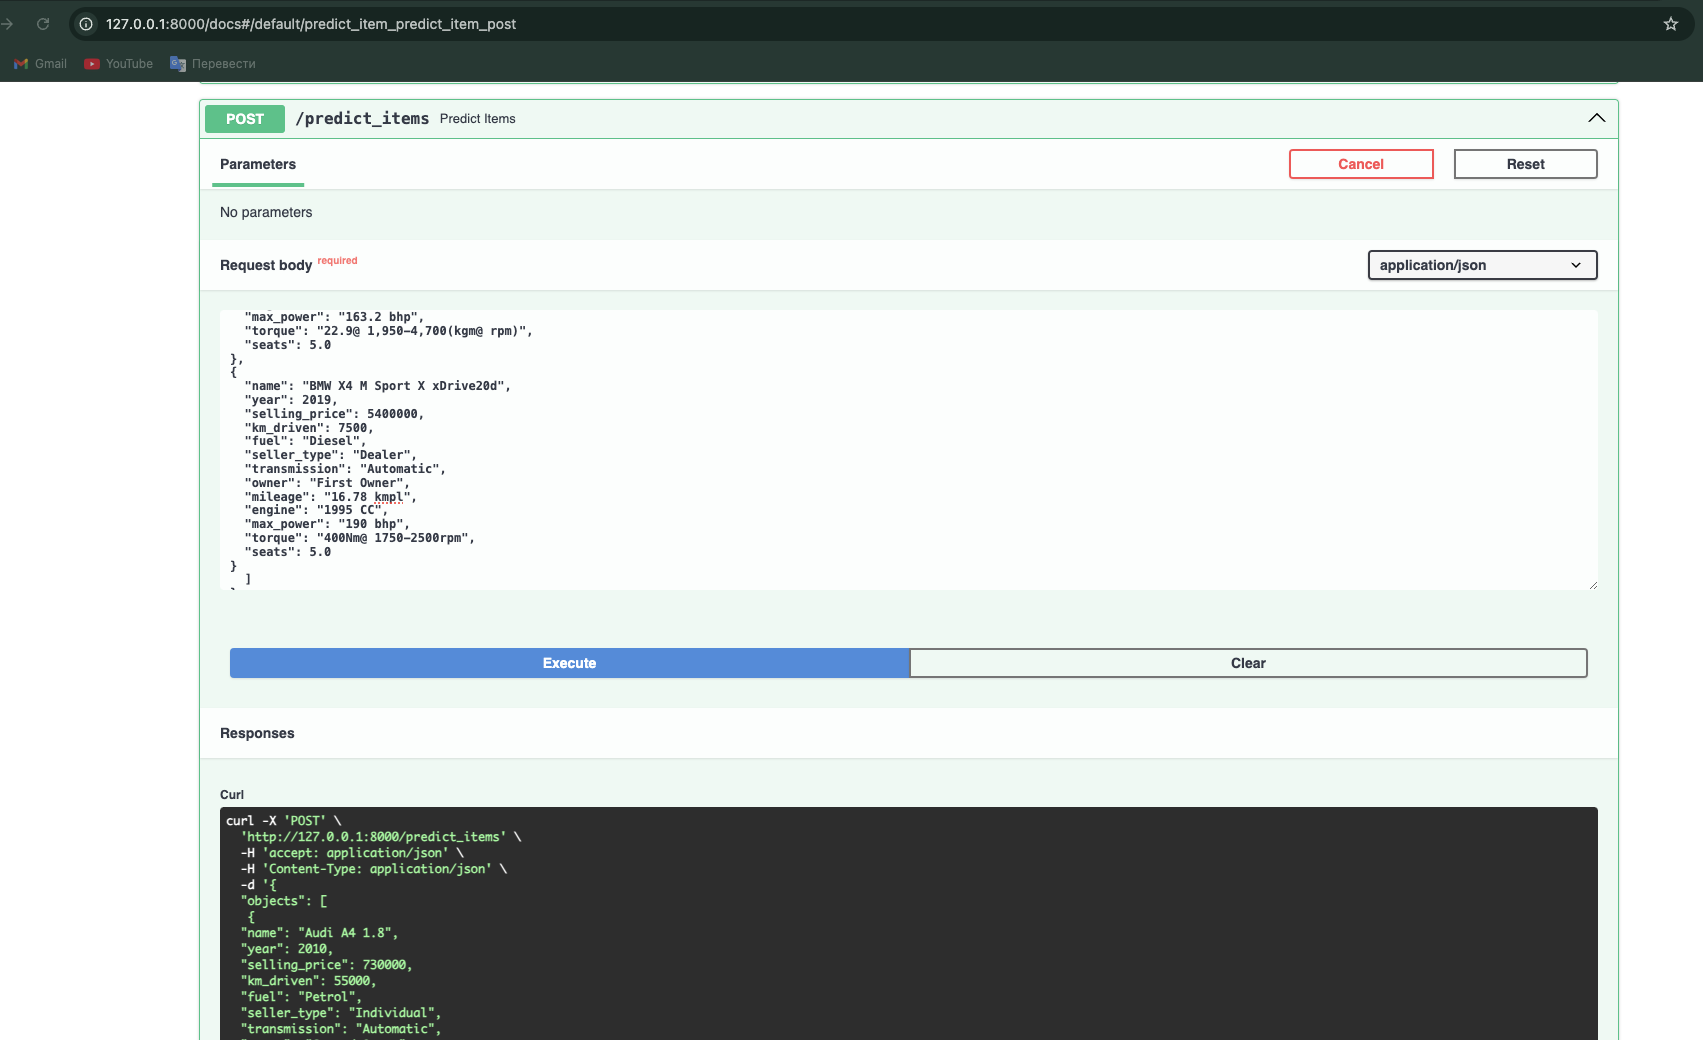 127.0.0.1:8000/docs#/default/predict_item_predict_item_post
Gmail YouTube Перевести
POST /predict_items Predict Items
Parameters
Cancel Reset
No parameters
Request body required
application/json
"max_power": "163.2 bhp",
"torque": "22.9@ 1,950-4,700(kgm@ rpm)",
"seats": 5.0
},
{
"name": "BMW X4 M Sport X xDrive20d",
"year": 2019,
"selling_price": 5400000,
"km_driven": 7500,
"fuel": "Diesel",
"seller_type": "Dealer",
"transmission": "Automatic",
"owner": "First Owner",
"mileage": "16.78 kmpl",
"engine": "1995 CC",
"max_power": "190 bhp",
"torque": "400Nm@ 1750-2500rpm",
"seats": 5.0
}
]
Execute Clear
Responses
Curl
curl -X 'POST' \
'http://127.0.0.1:8000/predict_items' \
-H 'accept: application/json' \
-H 'Content-Type: application/json' \
-d '{
"objects": [
{
"name": "Audi A4 1.8",
"year": 2010,
"selling_price": 730000,
"km_driven": 55000,
"fuel": "Petrol",
"seller_type": "Individual",
"transmission": "Automatic",